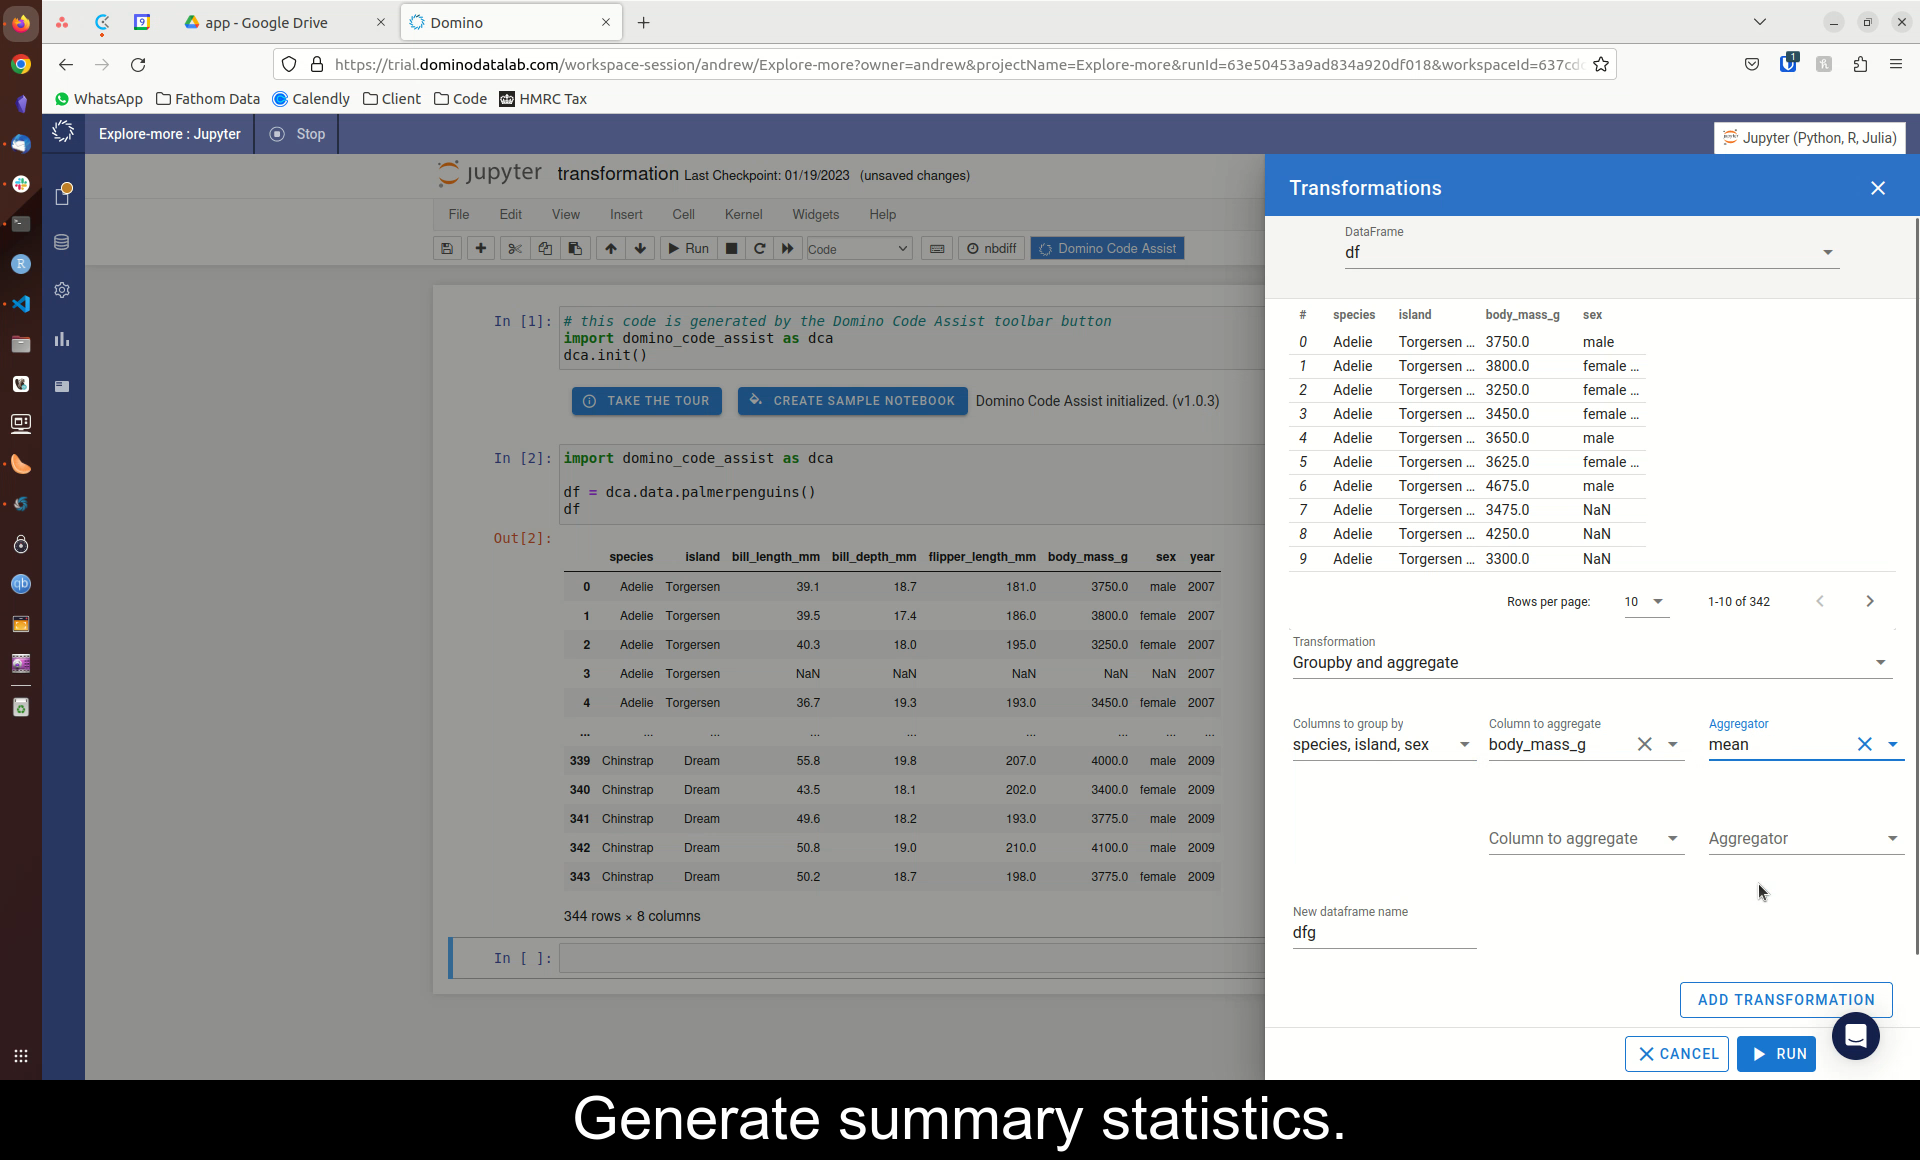 9
app - Google Drive
Domino
https://trial.dominodatalab.com/workspace-session/andrew/Explore-more?owner=andrew&projectName=Explore-more&runId=63e50453a9ad834a920df018&workspaceId=637cd
1
WhatsApp Fathom Data Calendly Client Code HMRC Tax
Explore-more : Jupyter Stop
Jupyter (Python, R, Julia)
jupyter transformation Last Checkpoint: 01/19/2023 (unsaved changes)
File Edit View Insert Cell Kernel Widgets Help
Run Code nbdiff Domino Code Assist
In [1]: # this code is generated by the Domino Code Assist toolbar button
import domino_code_assist as dca
dca.init()
TAKE THE TOUR CREATE SAMPLE NOTEBOOK Domino Code Assist initialized. (v1.0.3)
In [2]: import domino_code_assist as dca
df = dca.data.palmerpenguins()
df
Out[2]:
species island bill_length_mm bill_depth_mm flipper_length_mm body_mass_g sex year
0 Adelie Torgersen 39.1 18.7 181.0 3750.0 male 2007
1 Adelie Torgersen 39.5 17.4 186.0 3800.0 female 2007
2 Adelie Torgersen 40.3 18.0 195.0 3250.0 female 2007
3 Adelie Torgersen NaN NaN NaN NaN NaN 2007
4 Adelie Torgersen 36.7 19.3 193.0 3450.0 female 2007
... ... ... ... ... ... ... ... ...
339 Chinstrap Dream 55.8 19.8 207.0 4000.0 male 2009
340 Chinstrap Dream 43.5 18.1 202.0 3400.0 female 2009
341 Chinstrap Dream 49.6 18.2 193.0 3775.0 male 2009
342 Chinstrap Dream 50.8 19.0 210.0 4100.0 male 2009
343 Chinstrap Dream 50.2 18.7 198.0 3775.0 female 2009
344 rows × 8 columns
In [ ]:
Transformations
DataFrame
df
# species island body_mass_g sex
0 Adelie Torgersen ... 3750.0 male
1 Adelie Torgersen ... 3800.0 female ...
2 Adelie Torgersen ... 3250.0 female ...
3 Adelie Torgersen ... 3450.0 female ...
4 Adelie Torgersen ... 3650.0 male
5 Adelie Torgersen ... 3625.0 female ...
6 Adelie Torgersen ... 4675.0 male
7 Adelie Torgersen ... 3475.0 NaN
8 Adelie Torgersen ... 4250.0 NaN
9 Adelie Torgersen ... 3300.0 NaN
Rows per page: 10 1-10 of 342
Transformation
Groupby and aggregate
Columns to group by Column to aggregate Aggregator
species, island, sex body_mass_g mean
Column to aggregate Aggregator
New dataframe name
dfg
ADD TRANSFORMATION
CANCEL RUN
R
qb
Generate summary statistics.